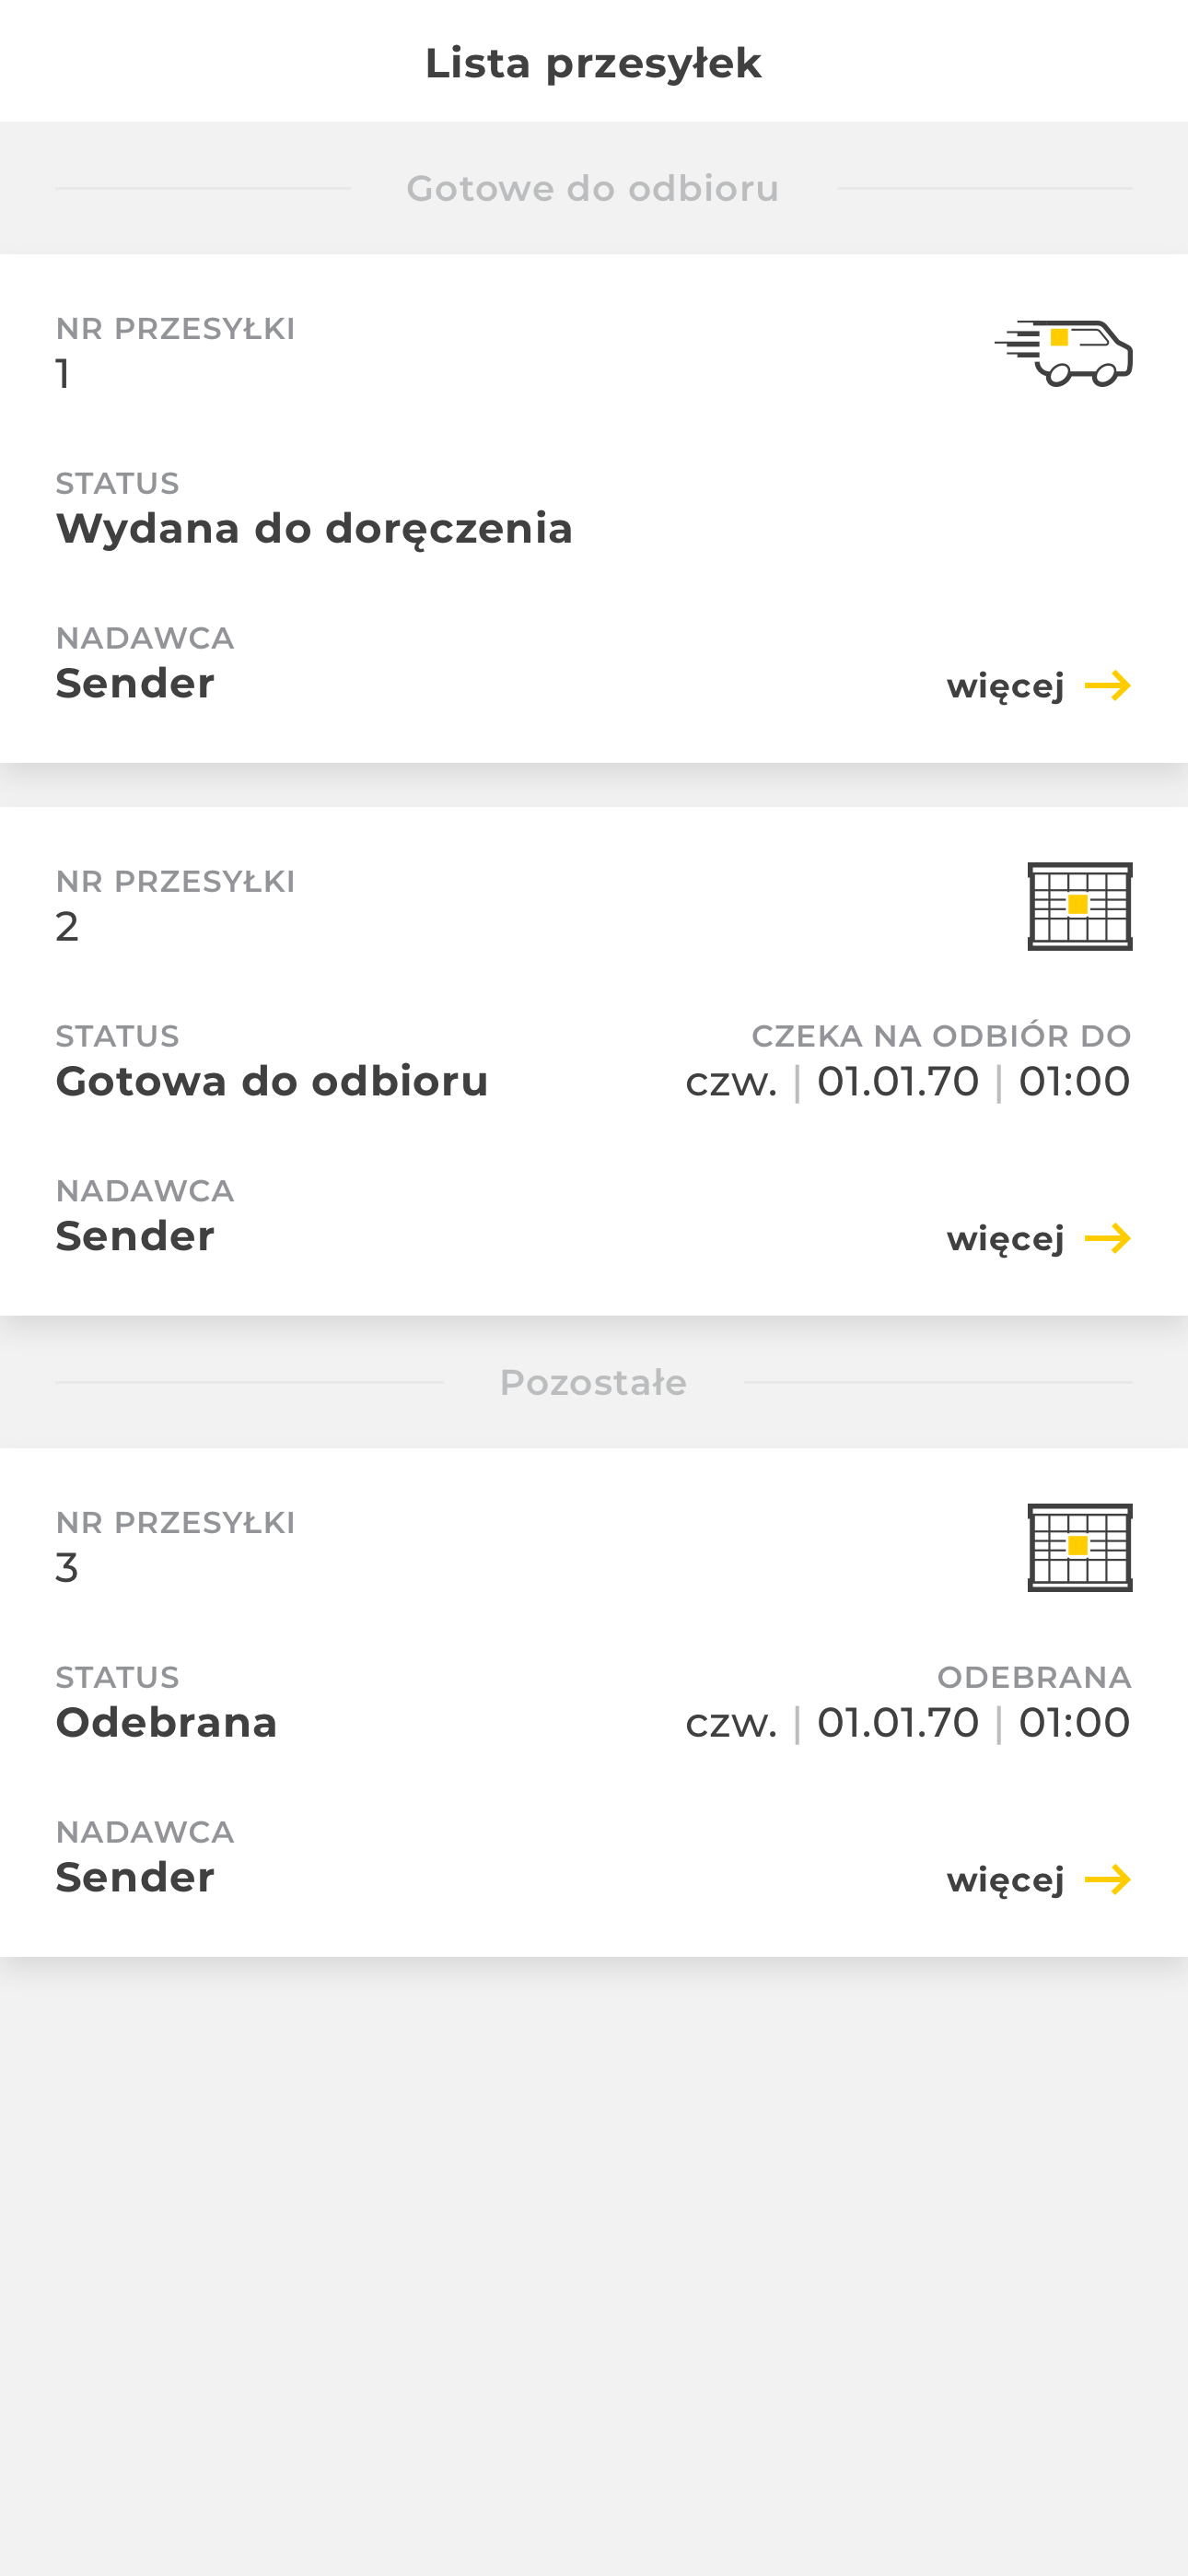 Lista przesyłek
Gotowe do odbioru
NR PRZESYŁKI
1
STATUS
Wydana do doręczenia
NADAWCA
Sender
więcej
NR PRZESYŁKI
2
STATUS
CZEKA NA ODBIÓR DO
Gotowa do odbioru
czw. | 01.01.70 | 01:00
NADAWCA
Sender
więcej
Pozostałe
NR PRZESYŁKI
3
STATUS
ODEBRANA
Odebrana
czw. | 01.01.70 | 01:00
NADAWCA
Sender
więcej